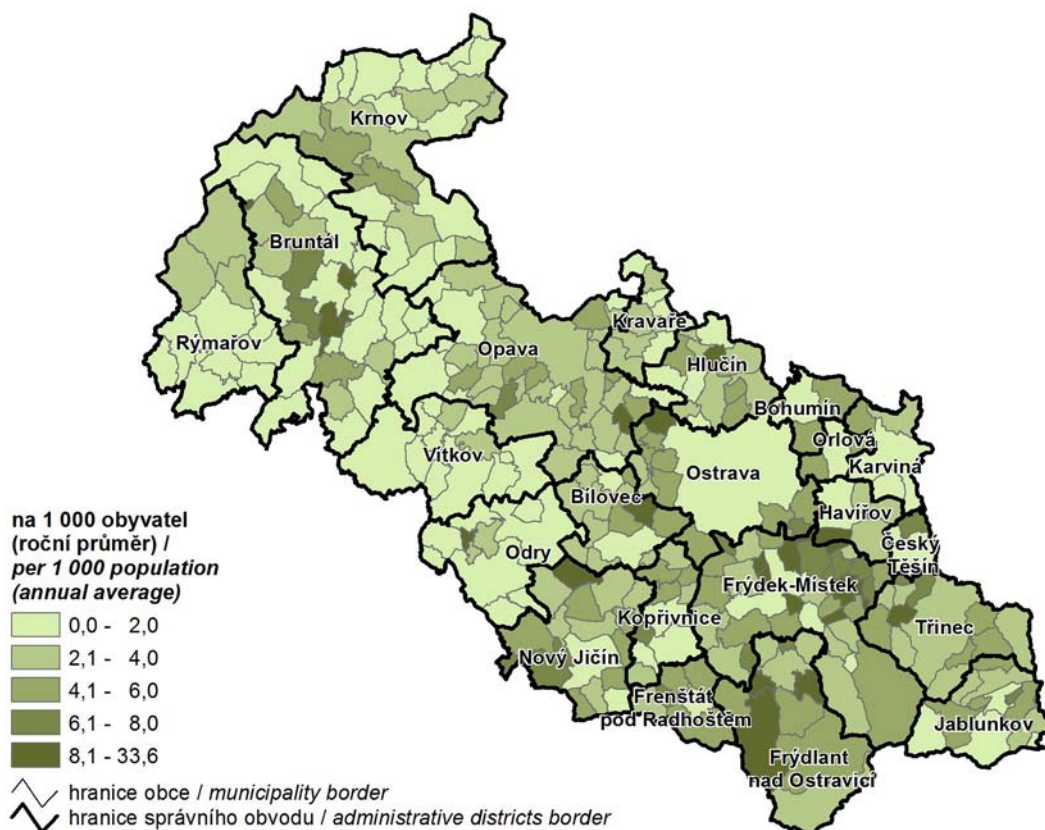 Krnov
Bruntál
Rýmařov
Opava
Kravaře
Hlučín
Bohumín
Orlová
Karviná
Ostrava
Vítkov
Bílovec
Havířov
Český
Těšín
Odry
Frýdek-Místek
Kopřivnice
Třinec
Nový Jičín
Frenštát
pod Radhoštěm
Jablunkov
Frýdlant
nad Ostravicí
na 1 000 obyvatel
(roční průměr) /
per 1 000 population
(annual average)
0,0 - 2,0
2,1 - 4,0
4,1 - 6,0
6,1 - 8,0
8,1 - 33,6
hranice obce / municipality border
hranice správního obvodu / administrative districts border